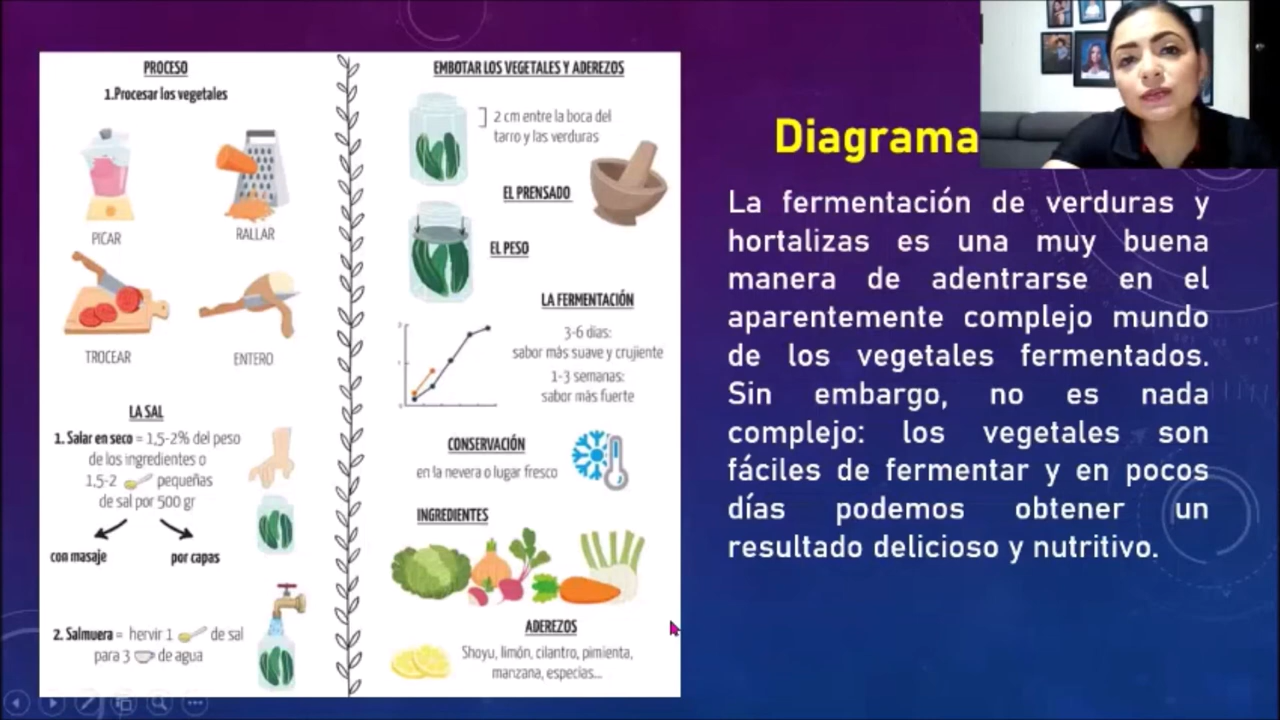 PROCESO
1.Procesar los vegetales
PICAR
RALLAR
TROCEAR
ENTERO
LA SAL
1. Salar en seco = 1,5-2% del peso
de los ingredientes o
1,5-2 pequeñas
de sal por 500 gr
con masaje
por capas
2. Salmuera = hervir 1 de sal
para 3 de agua
EMBOTAR LOS VEGETALES Y ADEREZOS
2 cm entre la boca del
tarro y las verduras
EL PRENSADO
EL PESO
LA FERMENTACIÓN
3-6 días:
sabor más suave y crujiente
1-3 semanas:
sabor más fuerte
CONSERVACIÓN
en la nevera o lugar fresco
INGREDIENTES
ADEREZOS
Shoyu, limón, cilantro, pimienta,
manzana, especias...
Diagrama
La fermentación de verduras y
hortalizas es una muy buena
manera de adentrarse en el
aparentemente complejo mundo
de los vegetales fermentados.
Sin embargo, no es nada
complejo: los vegetales son
fáciles de fermentar y en pocos
días podemos obtener un
resultado delicioso y nutritivo.